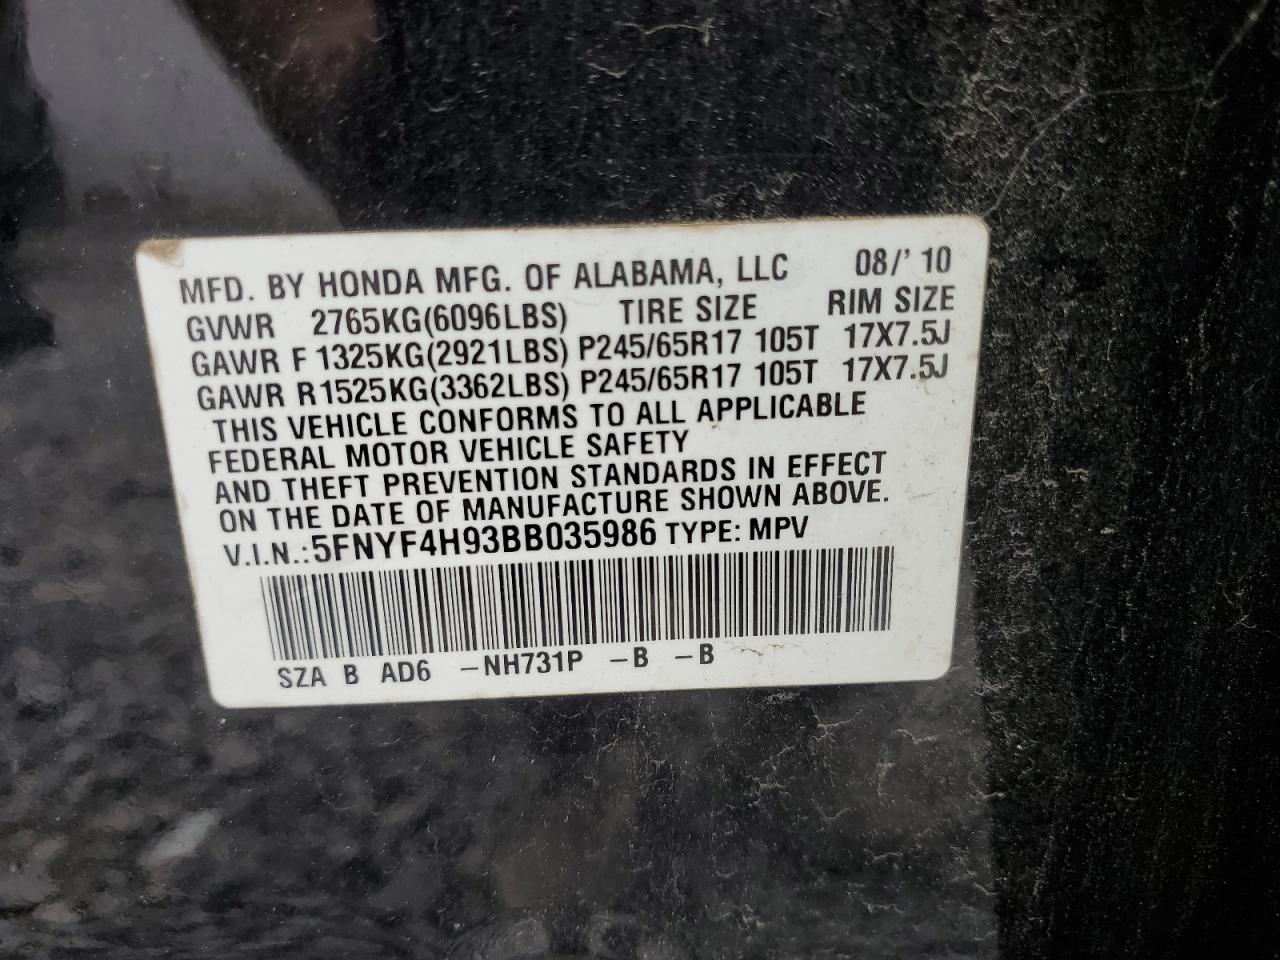 MFD. BY HONDA MFG. OF ALABAMA, LLC 08/' 10
GVWR 2765KG(6096LBS) TIRE SIZE RIM SIZE
GAWR F 1325KG(2921LBS) P245/65R17 105T 17X7.5J
GAWR R1525KG(3362LBS) P245/65R17 105T 17X7.5J
THIS VEHICLE CONFORMS TO ALL APPLICABLE
FEDERAL MOTOR VEHICLE SAFETY
AND THEFT PREVENTION STANDARDS IN EFFECT
ON THE DATE OF MANUFACTURE SHOWN ABOVE.
V.I.N.:5FNYF4H93BB035986 TYPE: MPV
SZA B AD6 -NH731P -B -B